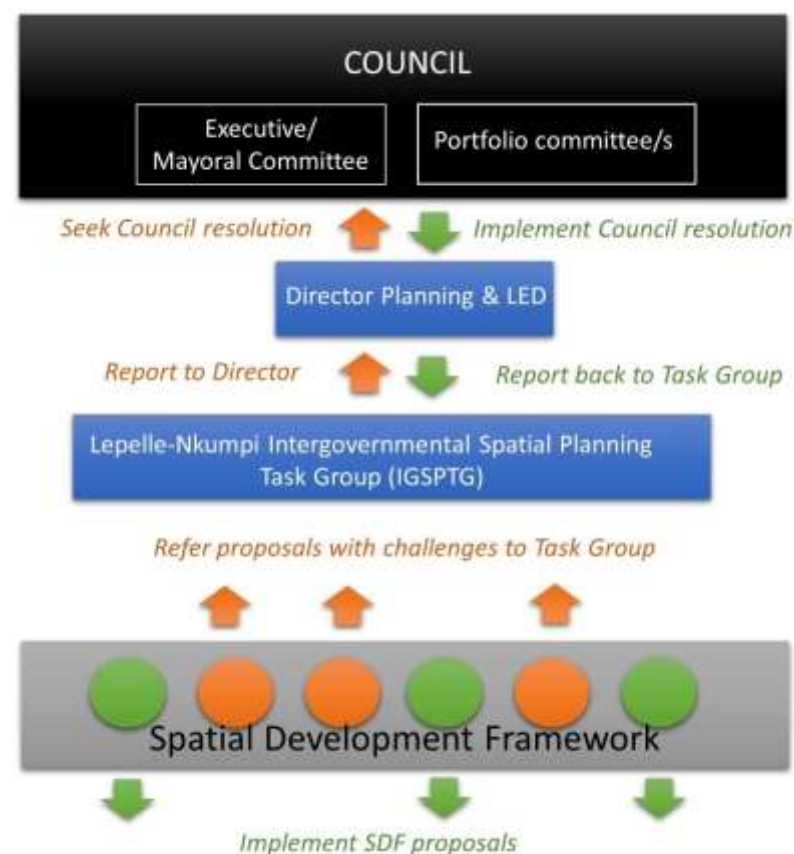 COUNCIL
Executive/
Mayoral Committee
Portfolio committee/s
Seek Council resolution
Implement Council resolution
Director Planning & LED
Report to Director
Report back to Task Group
Lepelle-Nkumpi Intergovernmental Spatial Planning
Task Group (IGSPTG)
Refer proposals with challenges to Task Group
Spatial Development Framework
Implement SDF proposals